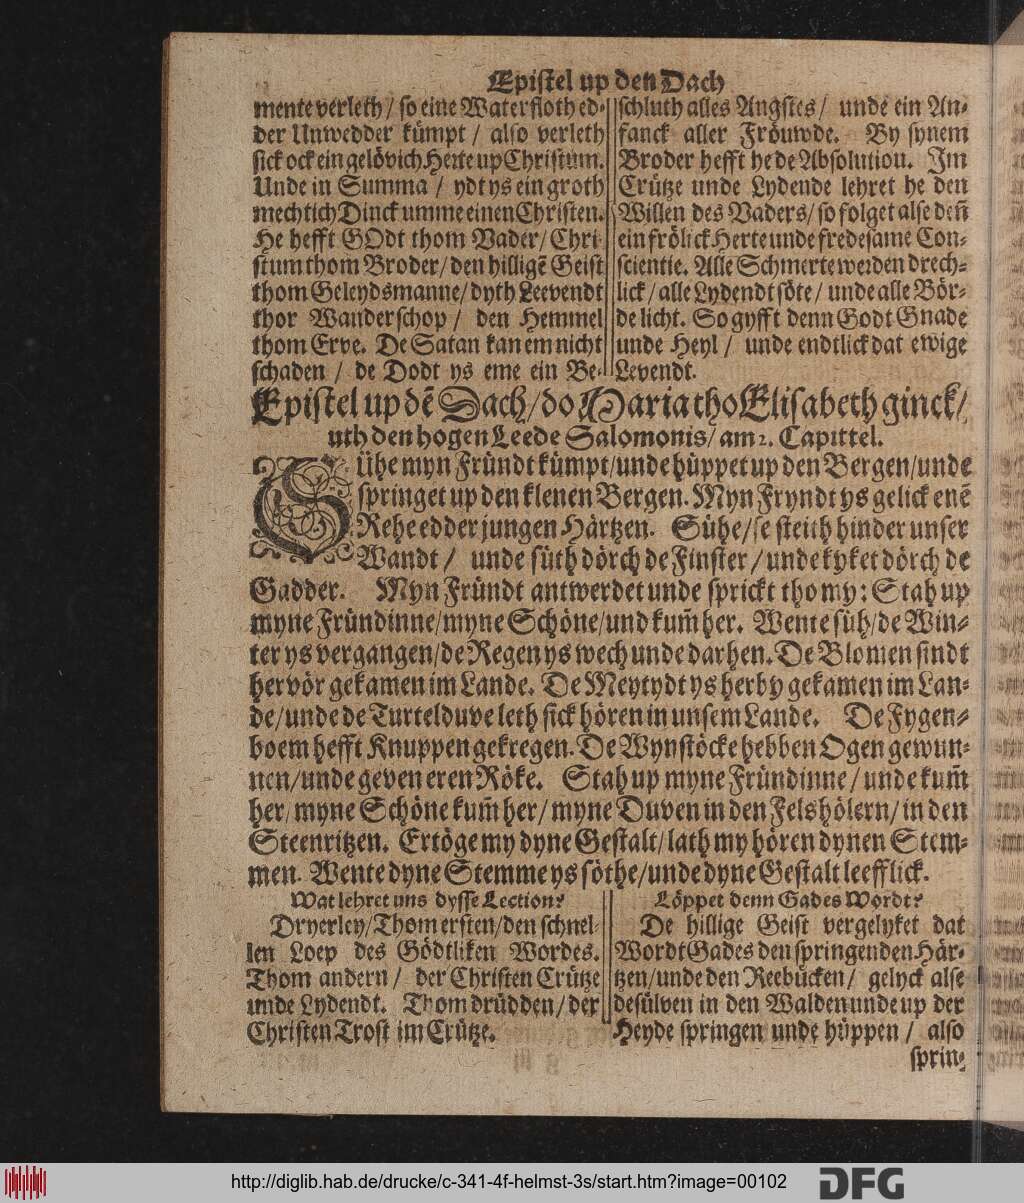 Epistel up den Dach
mente verleth / so eine Waterfloth ed-
der Unwedder kümpt / also verleth
sick ock ein gelövich Herte up Christum.
Unde in Summa / ydt ys ein groth
mechtich Dinck umme einen Christen.
He hefft GOdt thom Vader / Chri
stum thom Broder / den hilligē Geist
thom Geleydsmanne / dyth Leevendt
thor Wanderschop / den Hemmel
thom Erve. De Satan kan em nicht
schaden / de Dodt ys eme ein Be-
schluth alles Angstes / unde ein An-
fanck aller Fröuwde. By synem
Broder hefft he de Absolution. Im
Crütze unde Lydende lehret he den
Willen des Vaders / so folget alse deñ
ein frölick Herte unde fredesame Con-
scientie. Alle Schmerte werden drech-
lick / alle Lydendt söte / unde alle Bör-
de licht. So gyfft denn Godt Gnade
unde Heyl / unde endtlick dat ewige
Levendt.
Epistel up dē Dach / do Maria tho Elisabeth ginck /
uth den hogen Leede Salomonis / am 2. Capittel.
SÜhe myn Fründt kümpt / unde hüppet up den Bergen / unde
springet up den klenen Bergen. Myn Fryndt ys gelick enē
Rehe edder jungen Härtzen. Sühe / se steith hinder unser
Wandt / unde süth dörch de Finster / unde kyket dörch de
Gadder. Myn Fründt antwerdet unde sprickt tho my: Stah up
myne Fründinne / myne Schöne / und kum̃ her. Wente süh / de Win-
ter ys vergangen / de Regen ys wech unde darhen. De Blomen sindt
hervör gekamen im Lande. De Meytydt ys herby gekamen im Lan-
de / unde de Turtelduve leth sick hören in unsem Lande. De Fygen-
boem hefft Knuppen gekregen. De Wynstöcke hebben Ogen gewun-
nen / unde geven eren Röke. Stah up myne Fründinne / unde kum̃
her / myne Schöne kum̃ her / myne Duven in den Felshölern / in den
Steenritzen. Ertöge my dyne Gestalt / lath my hören dynen Stem-
men. Wente dyne Stemme ys söthe / unde dyne Gestalt leefflick.
Wat lehret uns dysse Lection?
Dryerley / Thom ersten / den schnel-
len Loep des Gödtliken Wordes.
Thom andern / der Christen Crütze
unde Lydendt. Thom drüdden / der
Christen Trost im Crütze.
Löppet denn Gades Wordt?
De hillige Geist vergelyket dat
Wordt Gades den springenden Här-
tzen / unde den Reebücken / gelyck alse
desülven in den Walden unde up der
Heyde springen unde hüppen / also
sprin-
http://diglib.hab.de/drucke/c-341-4f-helmst-3s/start.htm?image=00102
DFG